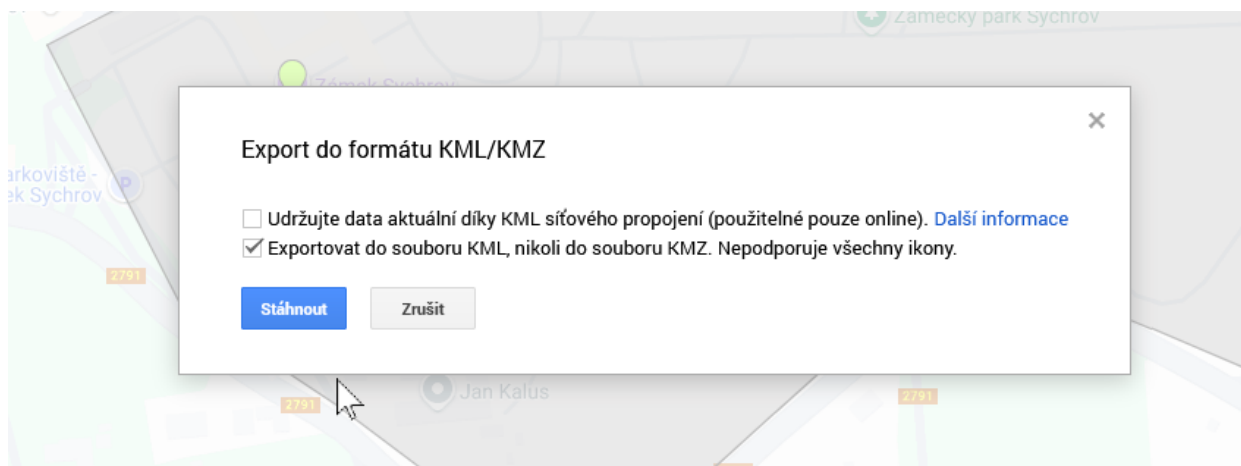 Zámecký park Sychrov
Zámek Sychrov
Export do formátu KML/KMZ
arkoviště -
ek Sychrov
P
Udržujte data aktuální díky KML síťového propojení (použitelné pouze online). Další informace
Exportovat do souboru KML, nikoli do souboru KMZ. Nepodporuje všechny ikony.
2791
Stáhnout Zrušit
Jan Kalus
2791
2791